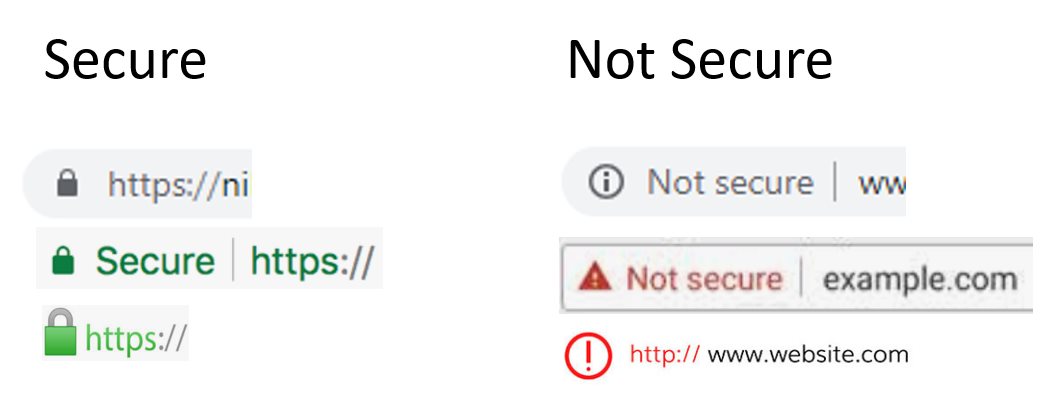 Secure
Not Secure
https://ni
Secure | https://
https://
Not secure | ww
Not secure | example.com
http:// www.website.com